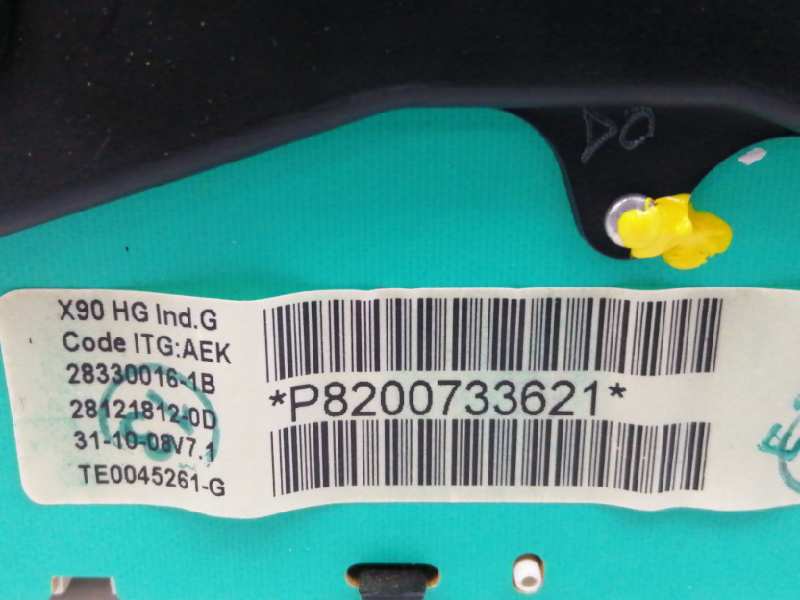 X90 HG Ind.G
Code ITG:AEK
28330016-1B
28121812-0D
31-10-08V7.1
TE0045261-G
*P8200733621*